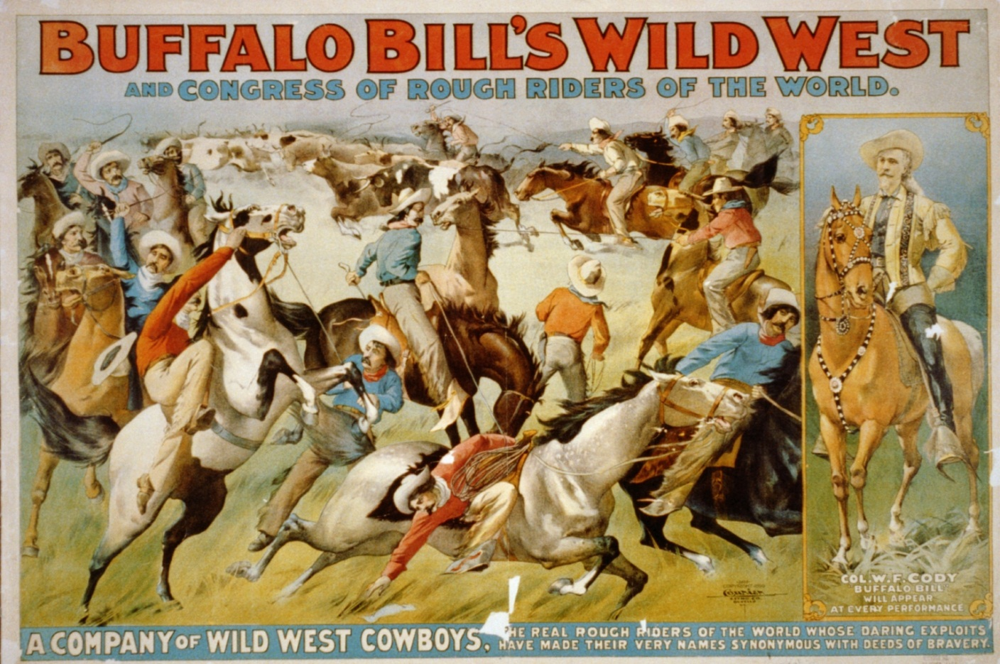 BUFFALO BILL'S WILD WEST
AND CONGRESS OF ROUGH RIDERS OF THE WORLD.
COL. W. F. CODY
BUFFALO BILL
WILL APPEAR
AT EVERY PERFORMANCE
A COMPANY OF WILD WEST COWBOYS,
HE REAL ROUGH RIDERS OF THE WORLD WHOSE DARING EXPLOITS
HAVE MADE THEIR VERY NAMES SYNONYMOUS WITH DEEDS OF BRAVERY.